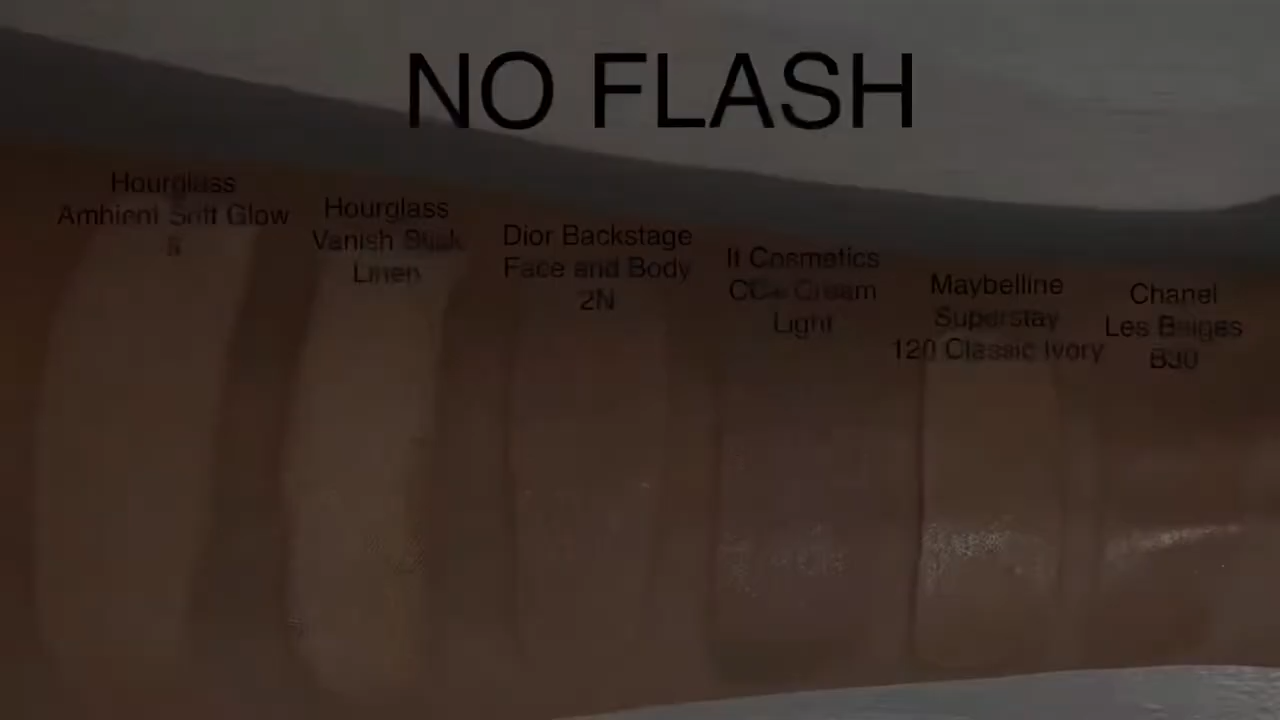 NO FLASH
Hourglass
Ambient Soft Glow
Hourglass
Vanish Stick
Linen
Dior Backstage
Face and Body
2N
It Cosmetics
CC+ Cream
Light
Maybelline
Superstay
120 Classic Ivory
Chanel
Les Beiges
B30